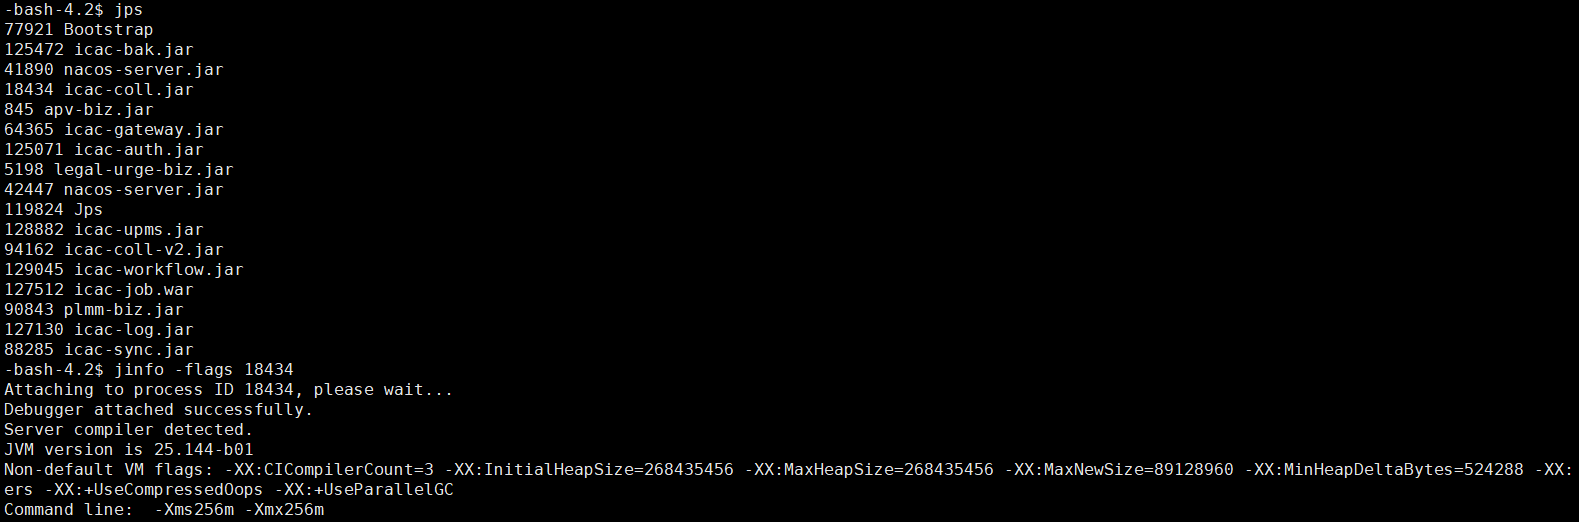 -bash-4.2$ jps
77921 Bootstrap
125472 icac-bak.jar
41890 nacos-server.jar
18434 icac-coll.jar
845 apv-biz.jar
64365 icac-gateway.jar
125071 icac-auth.jar
5198 legal-urge-biz.jar
42447 nacos-server.jar
119824 Jps
128882 icac-upms.jar
94162 icac-coll-v2.jar
129045 icac-workflow.jar
127512 icac-job.war
90843 plmm-biz.jar
127130 icac-log.jar
88285 icac-sync.jar
-bash-4.2$ jinfo -flags 18434
Attaching to process ID 18434, please wait...
Debugger attached successfully.
Server compiler detected.
JVM version is 25.144-b01
Non-default VM flags: -XX:CICompilerCount=3 -XX:InitialHeapSize=268435456 -XX:MaxHeapSize=268435456 -XX:MaxNewSize=89128960 -XX:MinHeapDeltaBytes=524288 -XX:
ers -XX:+UseCompressedOops -XX:+UseParallelGC
Command line:  -Xms256m -Xmx256m